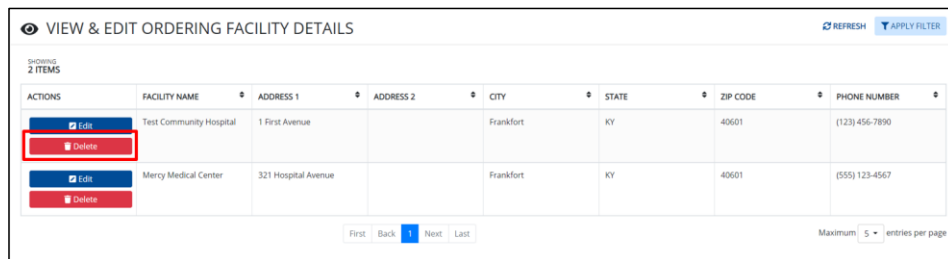 VIEW & EDIT ORDERING FACILITY DETAILS
REFRESH APPLY FILTER
SHOWING
2 ITEMS
ACTIONS FACILITY NAME ADDRESS 1 ADDRESS 2 CITY STATE ZIP CODE PHONE NUMBER
Edit Test Community Hospital 1 First Avenue Frankfort KY 40601 (123) 456-7890
Delete
Edit Mercy Medical Center 321 Hospital Avenue Frankfort KY 40601 (555) 123-4567
Delete
First Back 1 Next Last Maximum 5 entries per page